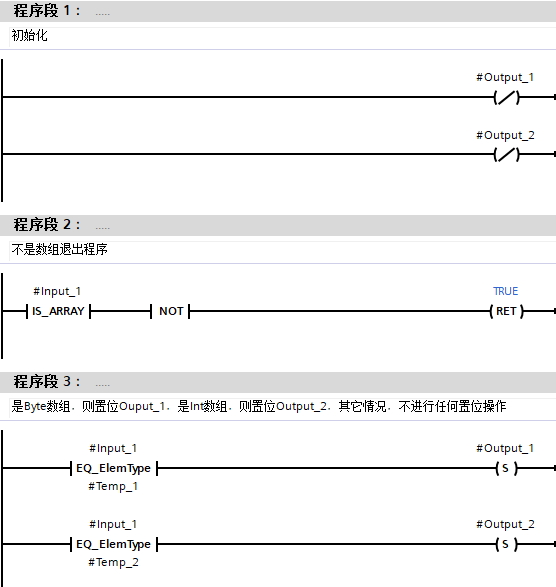 程序段 1： .....
初始化
#Output_1
#Output_2
程序段 2： .....
不是数组退出程序
#Input_1 TRUE
IS_ARRAY NOT RET
程序段 3： .....
是Byte数组，则置位Ouput_1，是Int数组，则置位Output_2，其它情况，不进行任何置位操作
#Input_1 #Output_1
EQ_ElemType S
#Temp_1
#Input_1 #Output_2
EQ_ElemType S
#Temp_2